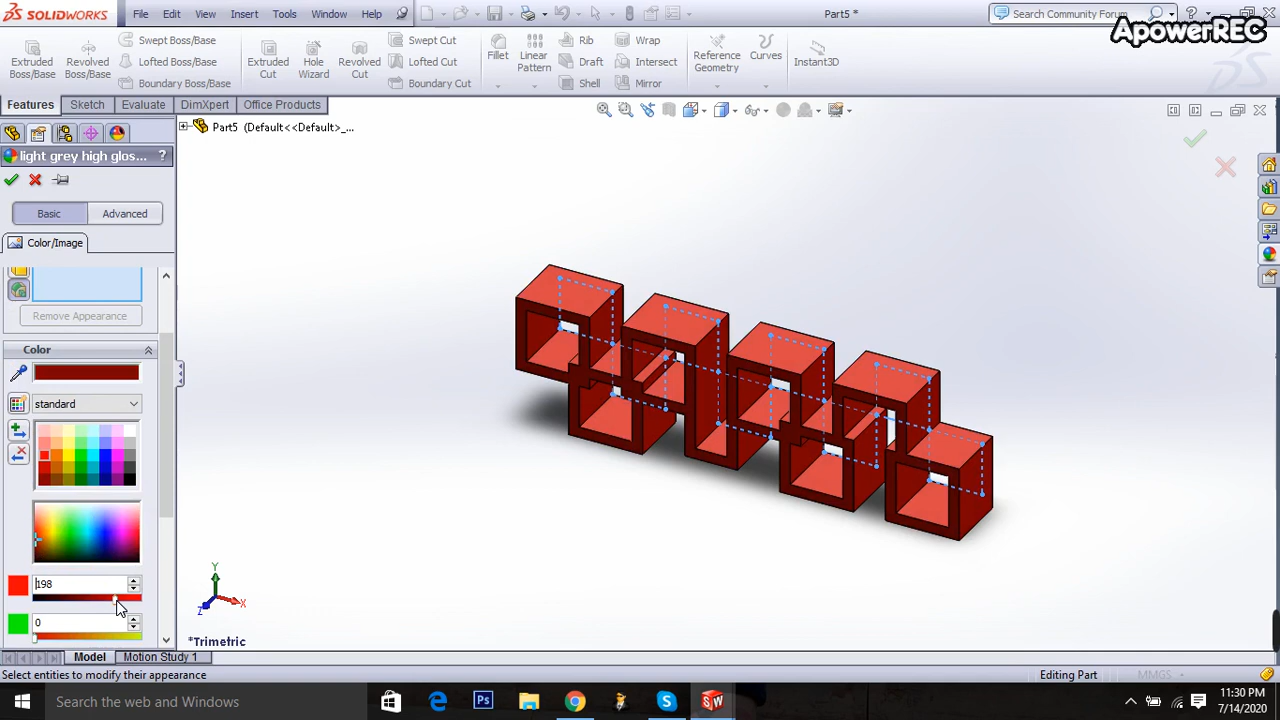 SOLIDWORKS File Edit View Insert Tools Window Help Part5 * Search Community Forum
ApowerREC
Extruded Boss/Base
Revolved Boss/Base
Swept Boss/Base
Lofted Boss/Base
Boundary Boss/Base
Extruded Cut
Hole Wizard
Revolved Cut
Swept Cut
Lofted Cut
Boundary Cut
Fillet
Linear Pattern
Rib
Draft
Shell
Wrap
Intersect
Mirror
Reference Geometry
Curves
Instant3D
Features Sketch Evaluate DimXpert Office Products
Part5 (Default<<Default>_...
light grey high glos... ?
Basic Advanced
Color/Image
Remove Appearance
Color
standard
198
0
Y
X
Z
*Trimetric
Model Motion Study 1
Select entities to modify their appearance Editing Part MMGS
Search the web and Windows
11:30 PM
7/14/2020